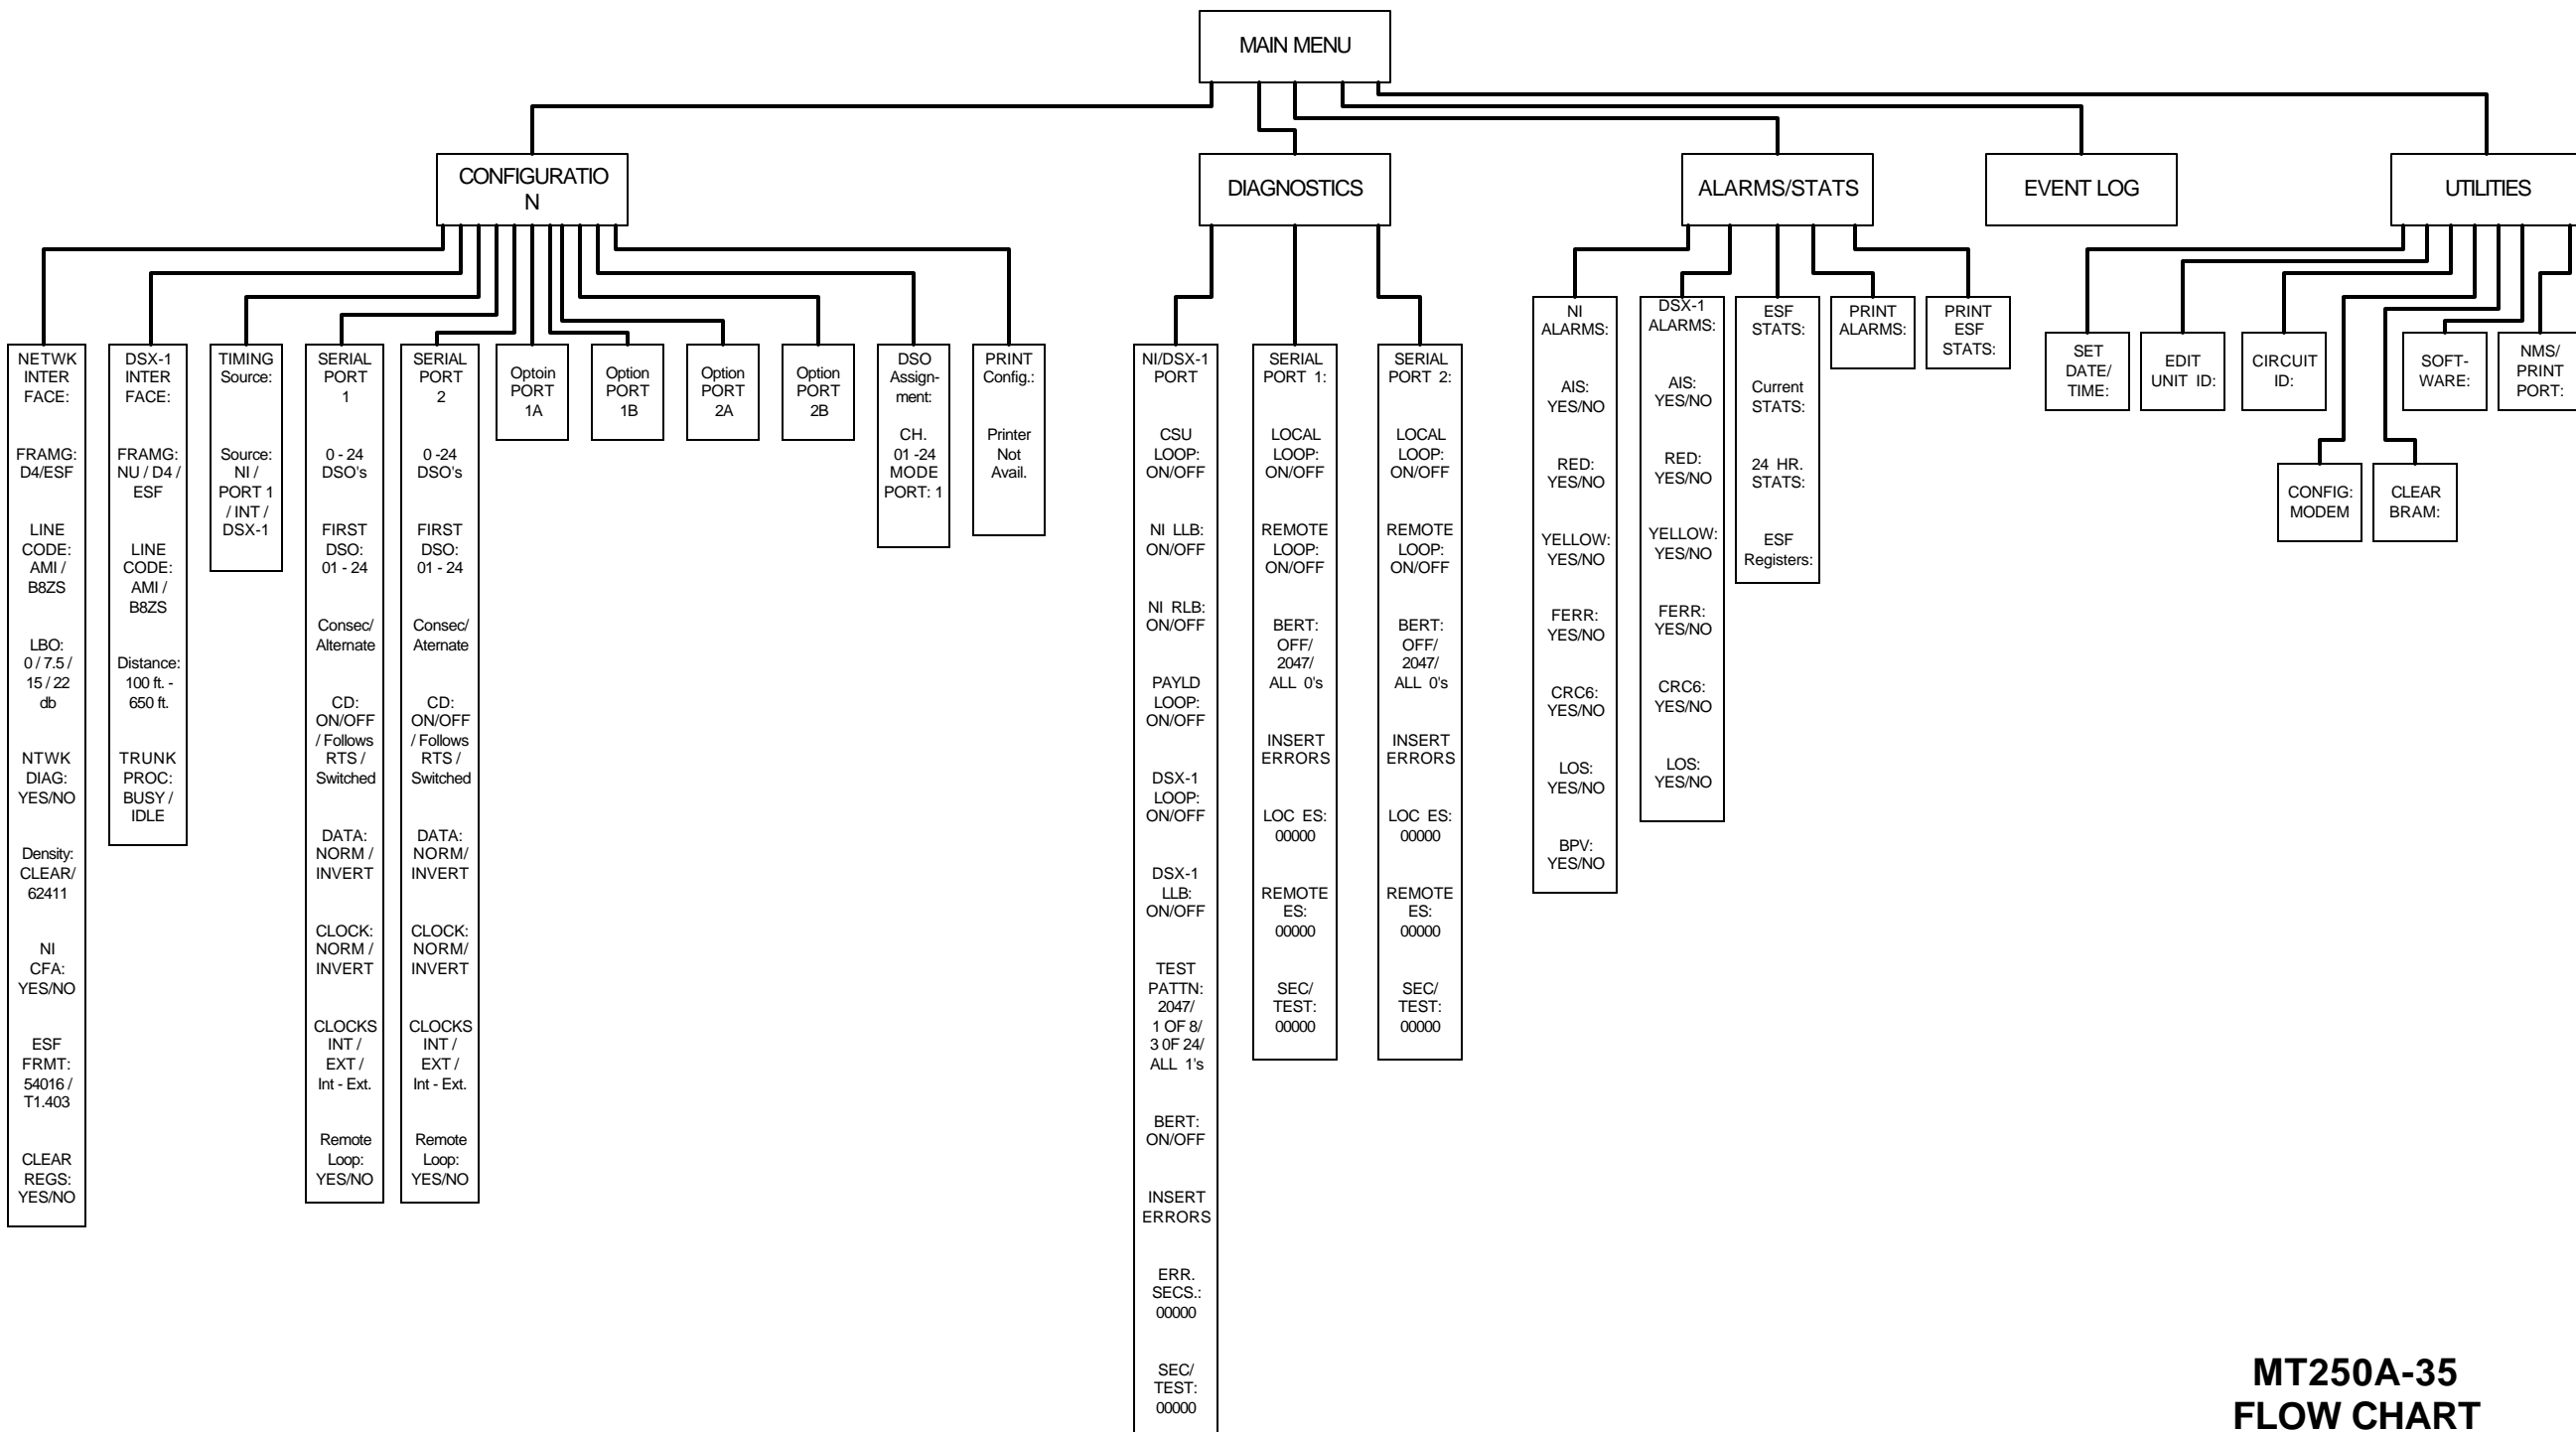 MAIN MENU
CONFIGURATIO
N
DIAGNOSTICS
ALARMS/STATS
EVENT LOG
UTILITIES
NETWK
INTER
FACE:
FRAMG:
D4/ESF
LINE
CODE:
AMI /
B8ZS
LBO:
0 / 7.5 /
15 / 22
db
NTWK
DIAG:
YES/NO
Density:
CLEAR/
62411
NI
CFA:
YES/NO
ESF
FRMT:
54016 /
T1.403
CLEAR
REGS:
YES/NO
DSX-1
INTER
FACE:
FRAMG:
NU / D4 /
ESF
LINE
CODE:
AMI /
B8ZS
Distance:
100 ft. -
650 ft.
TRUNK
PROC:
BUSY /
IDLE
TIMING
Source:
Source:
NI /
PORT 1
/ INT /
DSX-1
SERIAL
PORT
1
0 - 24
DSO's
FIRST
DSO:
01 - 24
Consec/
Alternate
CD:
ON/OFF
/ Follows
RTS /
Switched
DATA:
NORM /
INVERT
CLOCK:
NORM /
INVERT
CLOCKS
INT /
EXT /
Int - Ext.
Remote
Loop:
YES/NO
SERIAL
PORT
2
0 -24
DSO's
FIRST
DSO:
01 - 24
Consec/
Aternate
CD:
ON/OFF
/ Follows
RTS /
Switched
DATA:
NORM/
INVERT
CLOCK:
NORM/
INVERT
CLOCKS
INT /
EXT /
Int - Ext.
Remote
Loop:
YES/NO
Optoin
PORT
1A
Option
PORT
1B
Option
PORT
2A
Option
PORT
2B
DSO
Assign-
ment:
CH.
01 -24
MODE
PORT: 1
PRINT
Config.:
Printer
Not
Avail.
NI/DSX-1
PORT
CSU
LOOP:
ON/OFF
NI LLB:
ON/OFF
NI RLB:
ON/OFF
PAYLD
LOOP:
ON/OFF
DSX-1
LOOP:
ON/OFF
DSX-1
LLB:
ON/OFF
TEST
PATTN:
2047/
1 OF 8/
3 0F 24/
ALL 1's
BERT:
ON/OFF
INSERT
ERRORS
ERR.
SECS.:
00000
SEC/
TEST:
00000
SERIAL
PORT 1:
LOCAL
LOOP:
ON/OFF
REMOTE
LOOP:
ON/OFF
BERT:
OFF/
2047/
ALL 0's
INSERT
ERRORS
LOC ES:
00000
REMOTE
ES:
00000
SEC/
TEST:
00000
SERIAL
PORT 2:
LOCAL
LOOP:
ON/OFF
REMOTE
LOOP:
ON/OFF
BERT:
OFF/
2047/
ALL 0's
INSERT
ERRORS
LOC ES:
00000
REMOTE
ES:
00000
SEC/
TEST:
00000
NI
ALARMS:
AIS:
YES/NO
RED:
YES/NO
YELLOW:
YES/NO
FERR:
YES/NO
CRC6:
YES/NO
LOS:
YES/NO
BPV:
YES/NO
DSX-1
ALARMS:
AIS:
YES/NO
RED:
YES/NO
YELLOW:
YES/NO
FERR:
YES/NO
CRC6:
YES/NO
LOS:
YES/NO
ESF
STATS:
Current
STATS:
24 HR.
STATS:
ESF
Registers:
PRINT
ALARMS:
PRINT
ESF
STATS:
SET
DATE/
TIME:
EDIT
UNIT ID:
CIRCUIT
ID:
CONFIG:
MODEM
CLEAR
BRAM:
SOFT-
WARE:
NMS/
PRINT
PORT:
MT250A-35
FLOW CHART